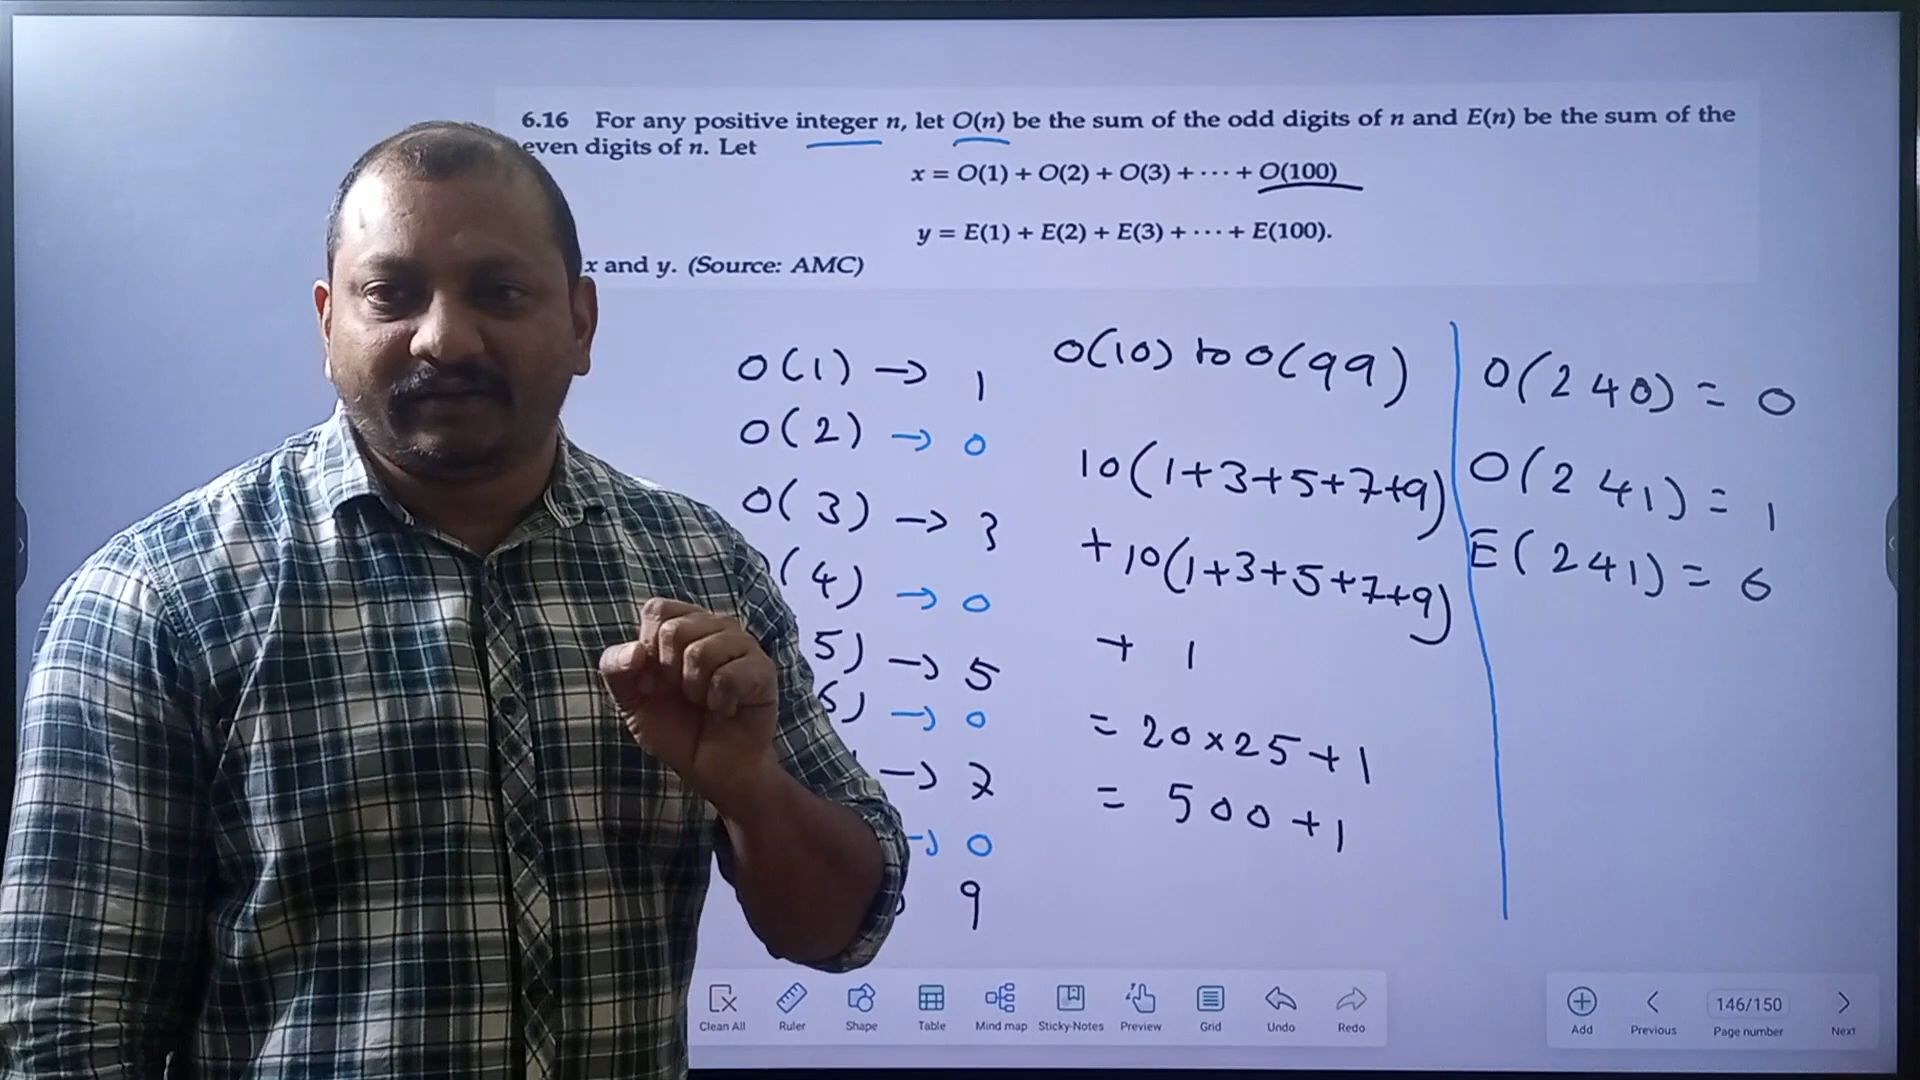 6.16 For any positive integer n, let O(n) be the sum of the odd digits of n and E(n) be the sum of the
even digits of n. Let
x = O(1) + O(2) + O(3) + ··· + O(100)
y = E(1) + E(2) + E(3) + ··· + E(100).
x and y. (Source: AMC)
O(1) → 1
O(2) → 0
O(3) → 3
(4) → 0
5) → 5
6) → 0
→ 7
→ 0
9
O(10) to O(99)
10(1+3+5+7+9)
+10(1+3+5+7+9)
+ 1
= 20×25+1
= 500+1
O(240) = 0
O(241) = 1
E(241) = 6
Clean All Ruler Shape Table Mind map Sticky-Notes Preview Grid Undo Redo
Add Previous 146/150 Page number Next